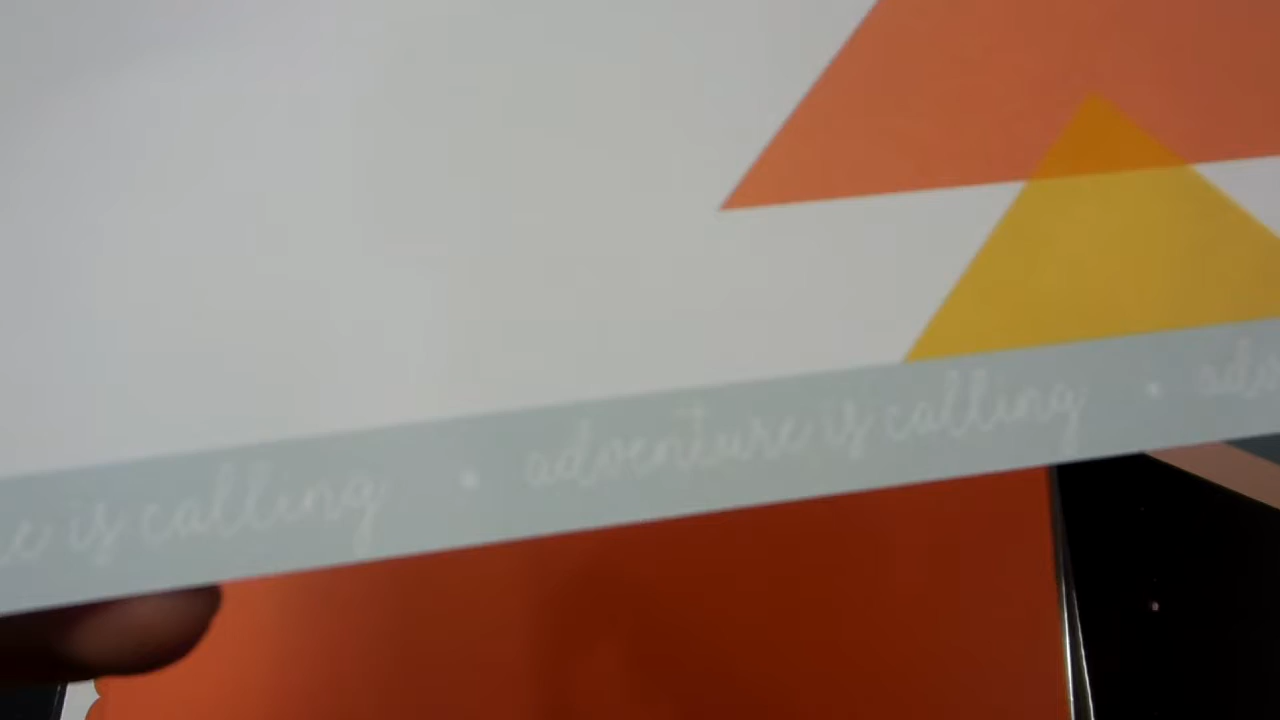 is calling • adventure is calling •